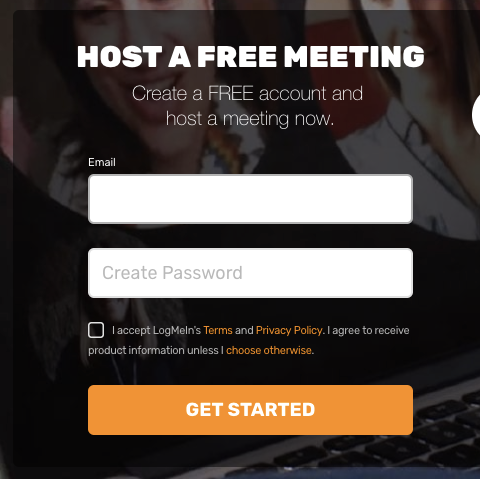 HOST A FREE MEETING
Create a FREE account and
host a meeting now.
Email
Create Password
I accept LogMeIn's Terms and Privacy Policy. I agree to receive
product information unless I choose otherwise.
GET STARTED